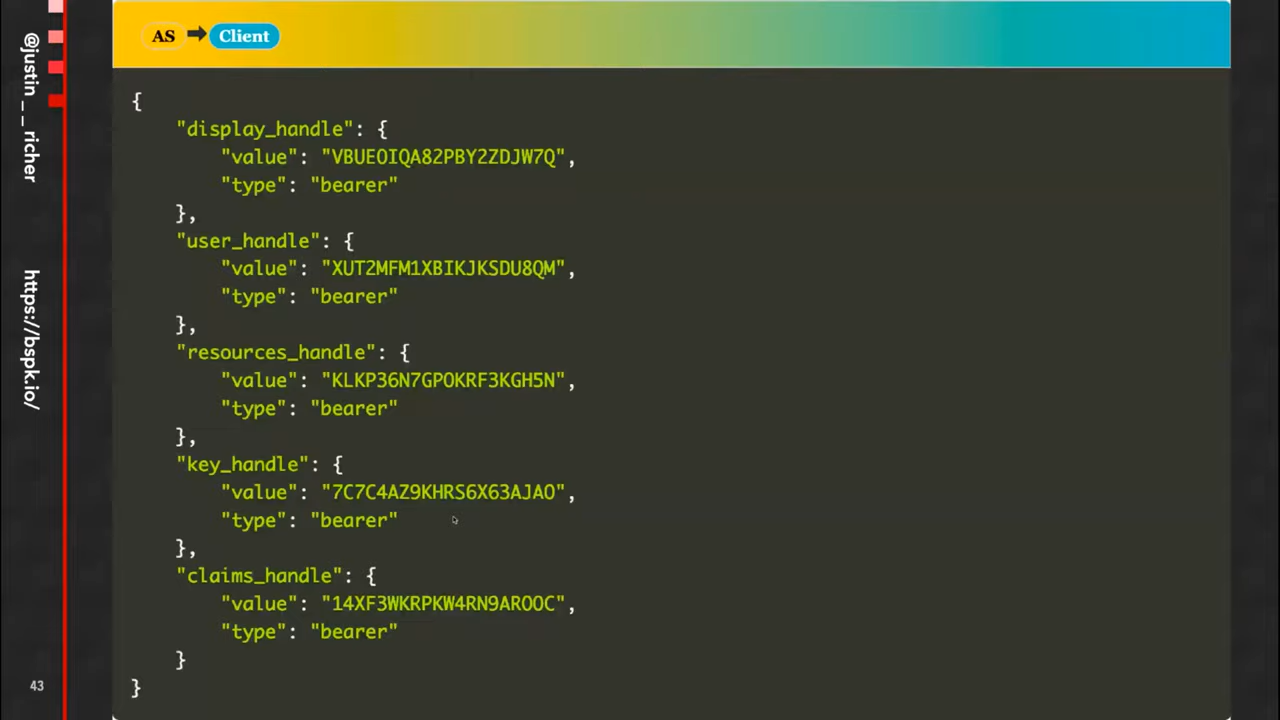 @justin__richer
https://bspk.io/
AS → Client
{
    "display_handle": {
        "value": "VBUEOIQA82PBY2ZDJW7Q",
        "type": "bearer"
    },
    "user_handle": {
        "value": "XUT2MFM1XBIKJKSDU8QM",
        "type": "bearer"
    },
    "resources_handle": {
        "value": "KLKP36N7GPOKRF3KGH5N",
        "type": "bearer"
    },
    "key_handle": {
        "value": "7C7C4AZ9KHRS6X63AJAO",
        "type": "bearer"
    },
    "claims_handle": {
        "value": "14XF3WKRPKW4RN9AROOC",
        "type": "bearer"
    }
}
43